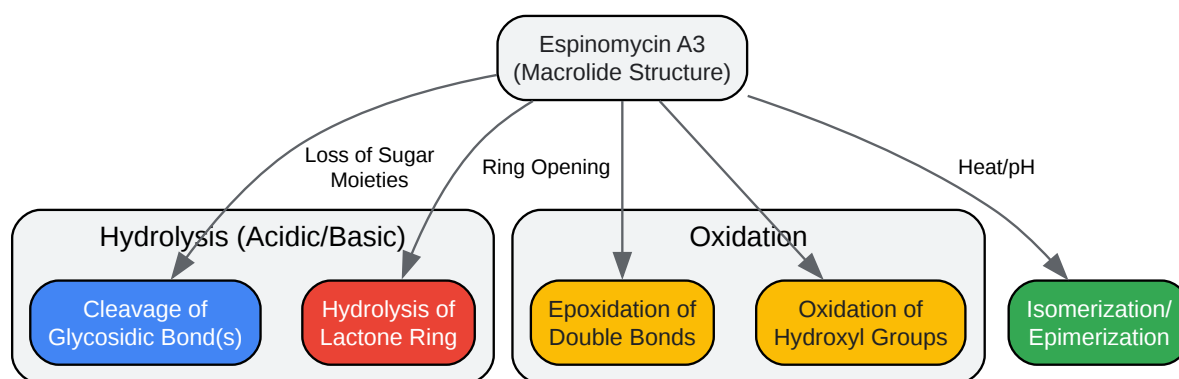 Espinomycin A3
(Macrolide Structure)
Loss of Sugar
Moieties
Ring Opening
Heat/pH
Hydrolysis (Acidic/Basic)
Oxidation
Cleavage of
Glycosidic Bond(s)
Hydrolysis of
Lactone Ring
Epoxidation of
Double Bonds
Oxidation of
Hydroxyl Groups
Isomerization/
Epimerization